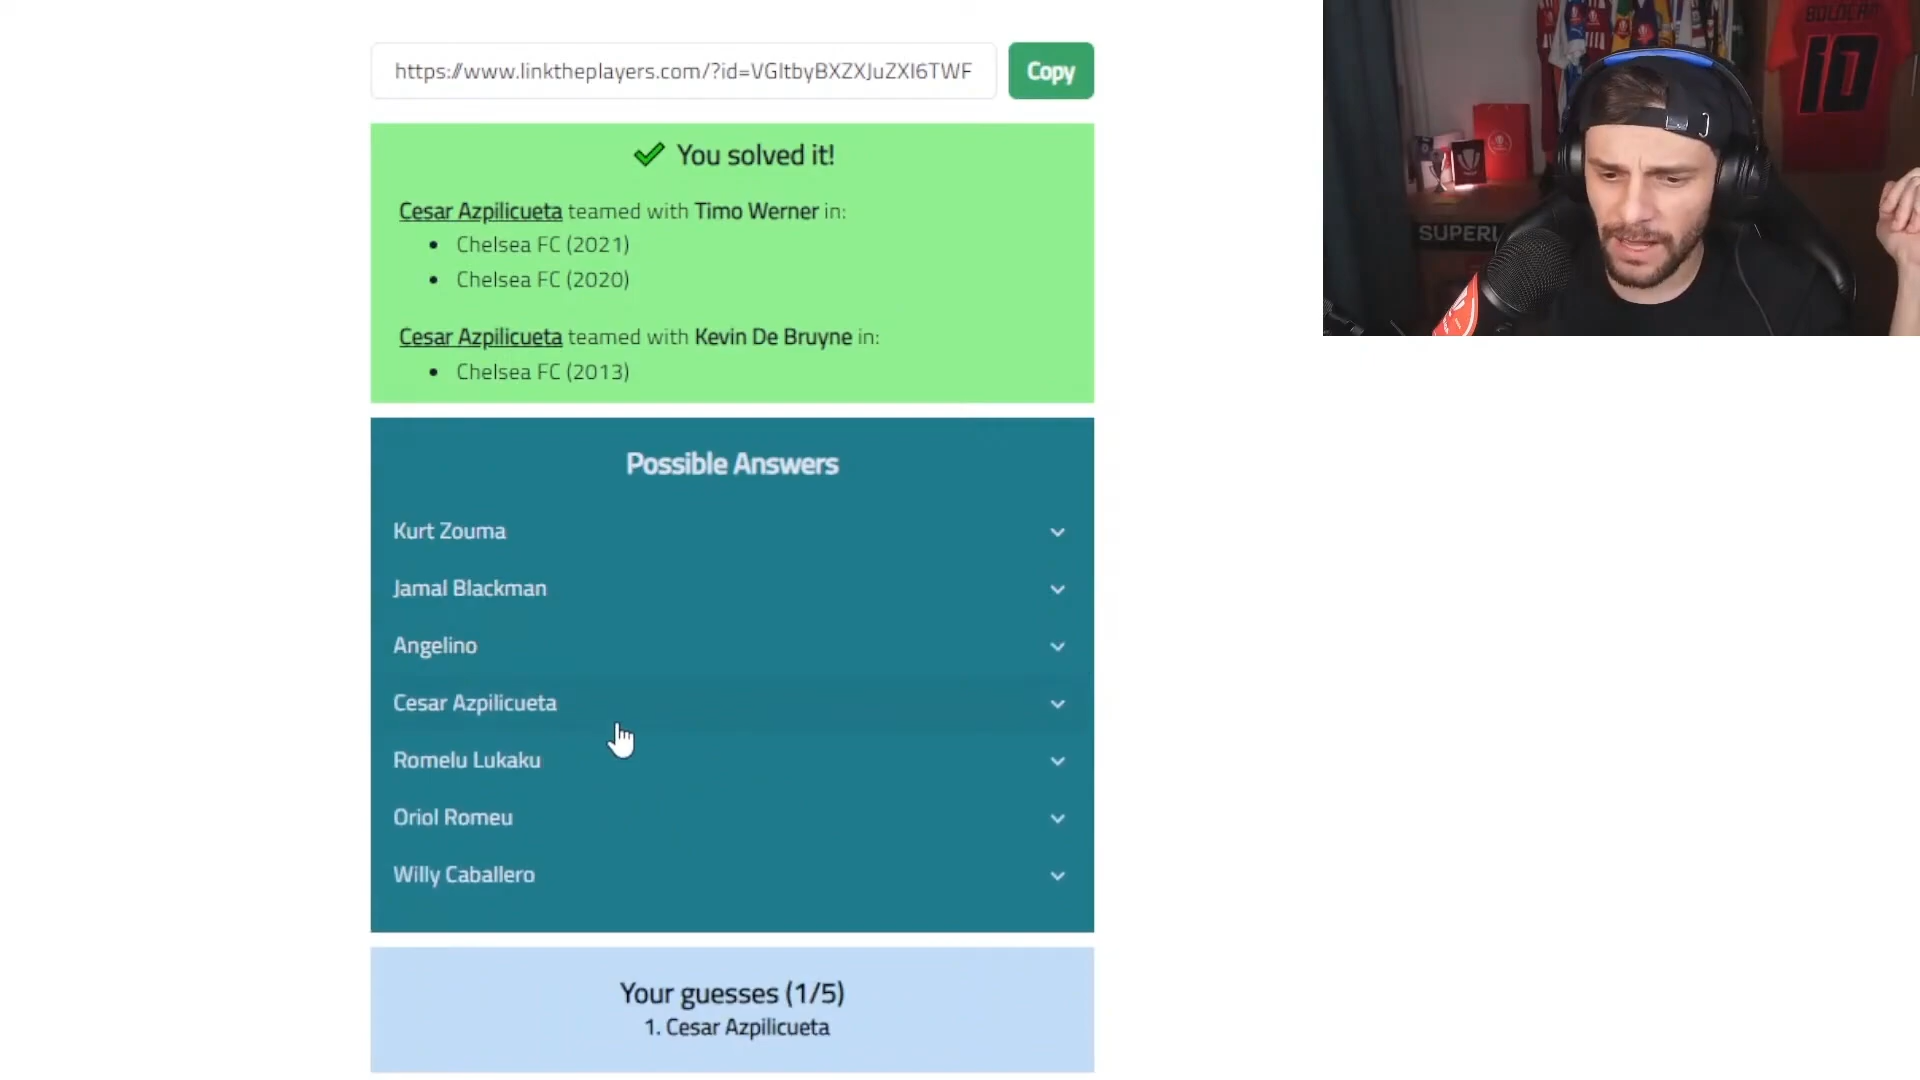 https://www.linktheplayers.com/?id=VGltbyBXZXJuZXI6TWF
Copy
You solved it!
Cesar Azpilicueta teamed with Timo Werner in:
• Chelsea FC (2021)
• Chelsea FC (2020)
Cesar Azpilicueta teamed with Kevin De Bruyne in:
• Chelsea FC (2013)
Possible Answers
Kurt Zouma
Jamal Blackman
Angelino
Cesar Azpilicueta
Romelu Lukaku
Oriol Romeu
Willy Caballero
Your guesses (1/5)
1. Cesar Azpilicueta
10